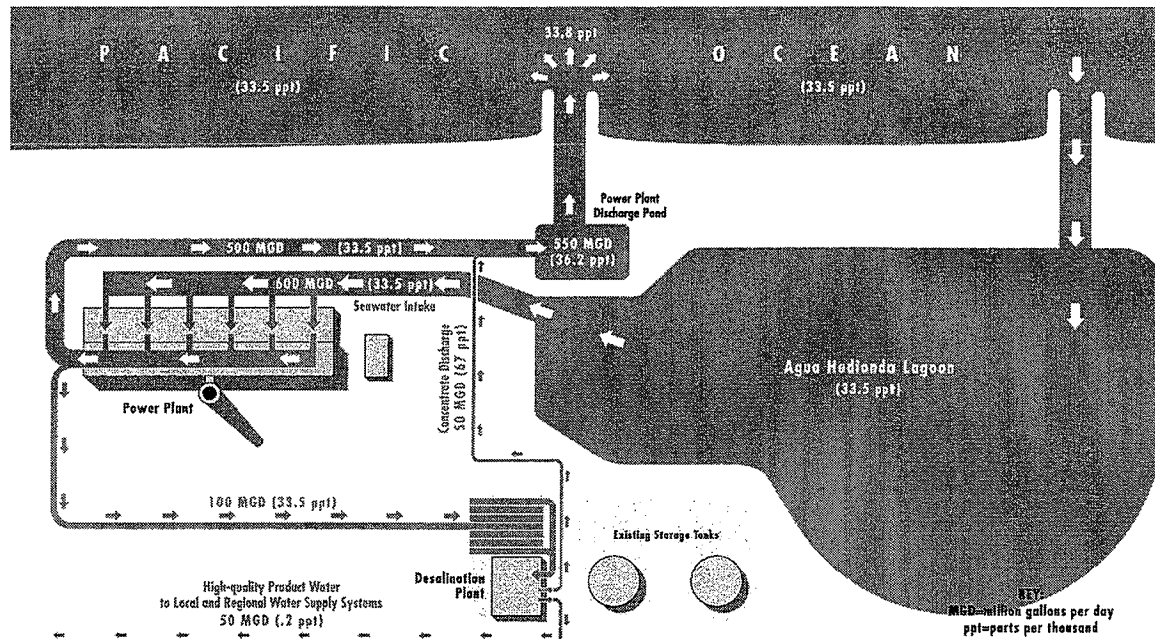 P A C I F I C
(33.5 ppt)
33.8 ppt
O C E A N
(33.5 ppt)
Power Plant
Discharge Pond
500 MGD (33.5 ppt)
550 MGD
(36.2 ppt)
600 MGD (33.5 ppt)
Seawater Intake
Concentrate Discharge
50 MGD (67 ppt)
Agua Hedionda Lagoon
(33.5 ppt)
Power Plant
100 MGD (33.5 ppt)
Existing Storage Tanks
Desalination
Plant
High-quality Product Water
to Local and Regional Water Supply Systems
50 MGD (.2 ppt)
KEY:
MGD=million gallons per day
ppt=parts per thousand